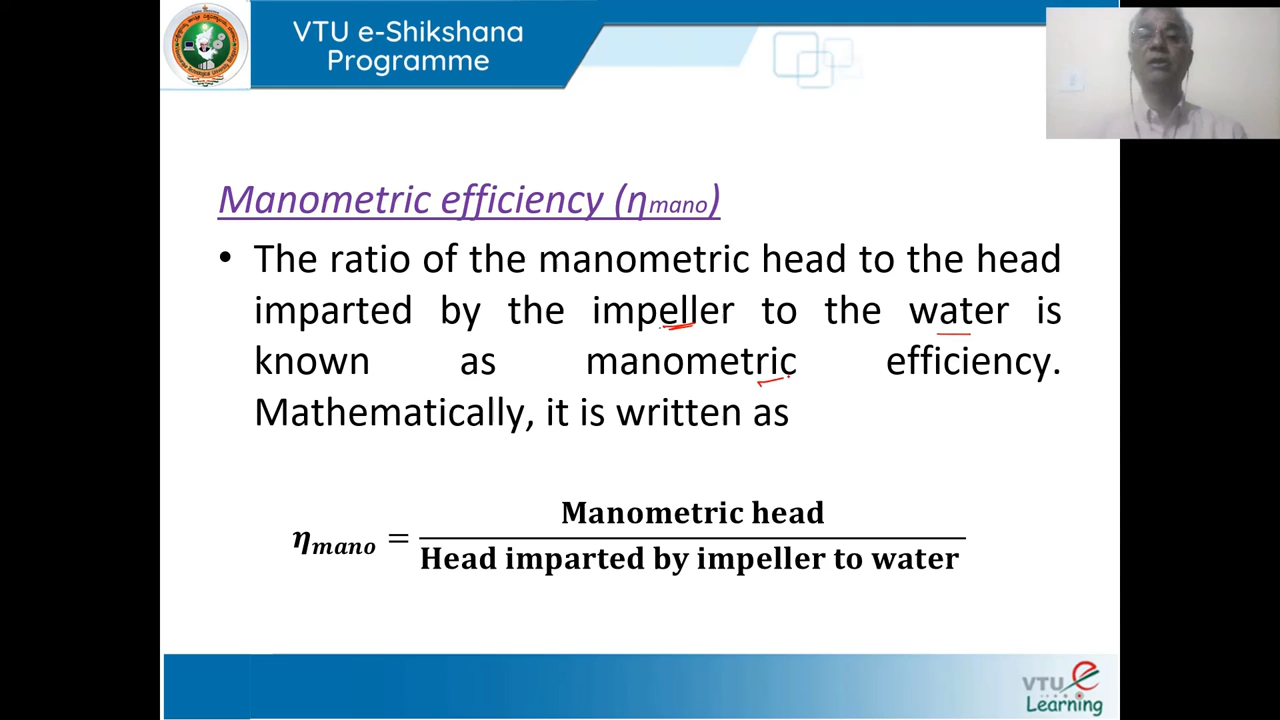 VTU e-Shikshana
Programme
Manometric efficiency (ηmano)
• The ratio of the manometric head to the head
imparted by the impeller to the water is
known as manometric efficiency.
Mathematically, it is written as
ηmano = Manometric head
Head imparted by impeller to water
VTU e
Learning